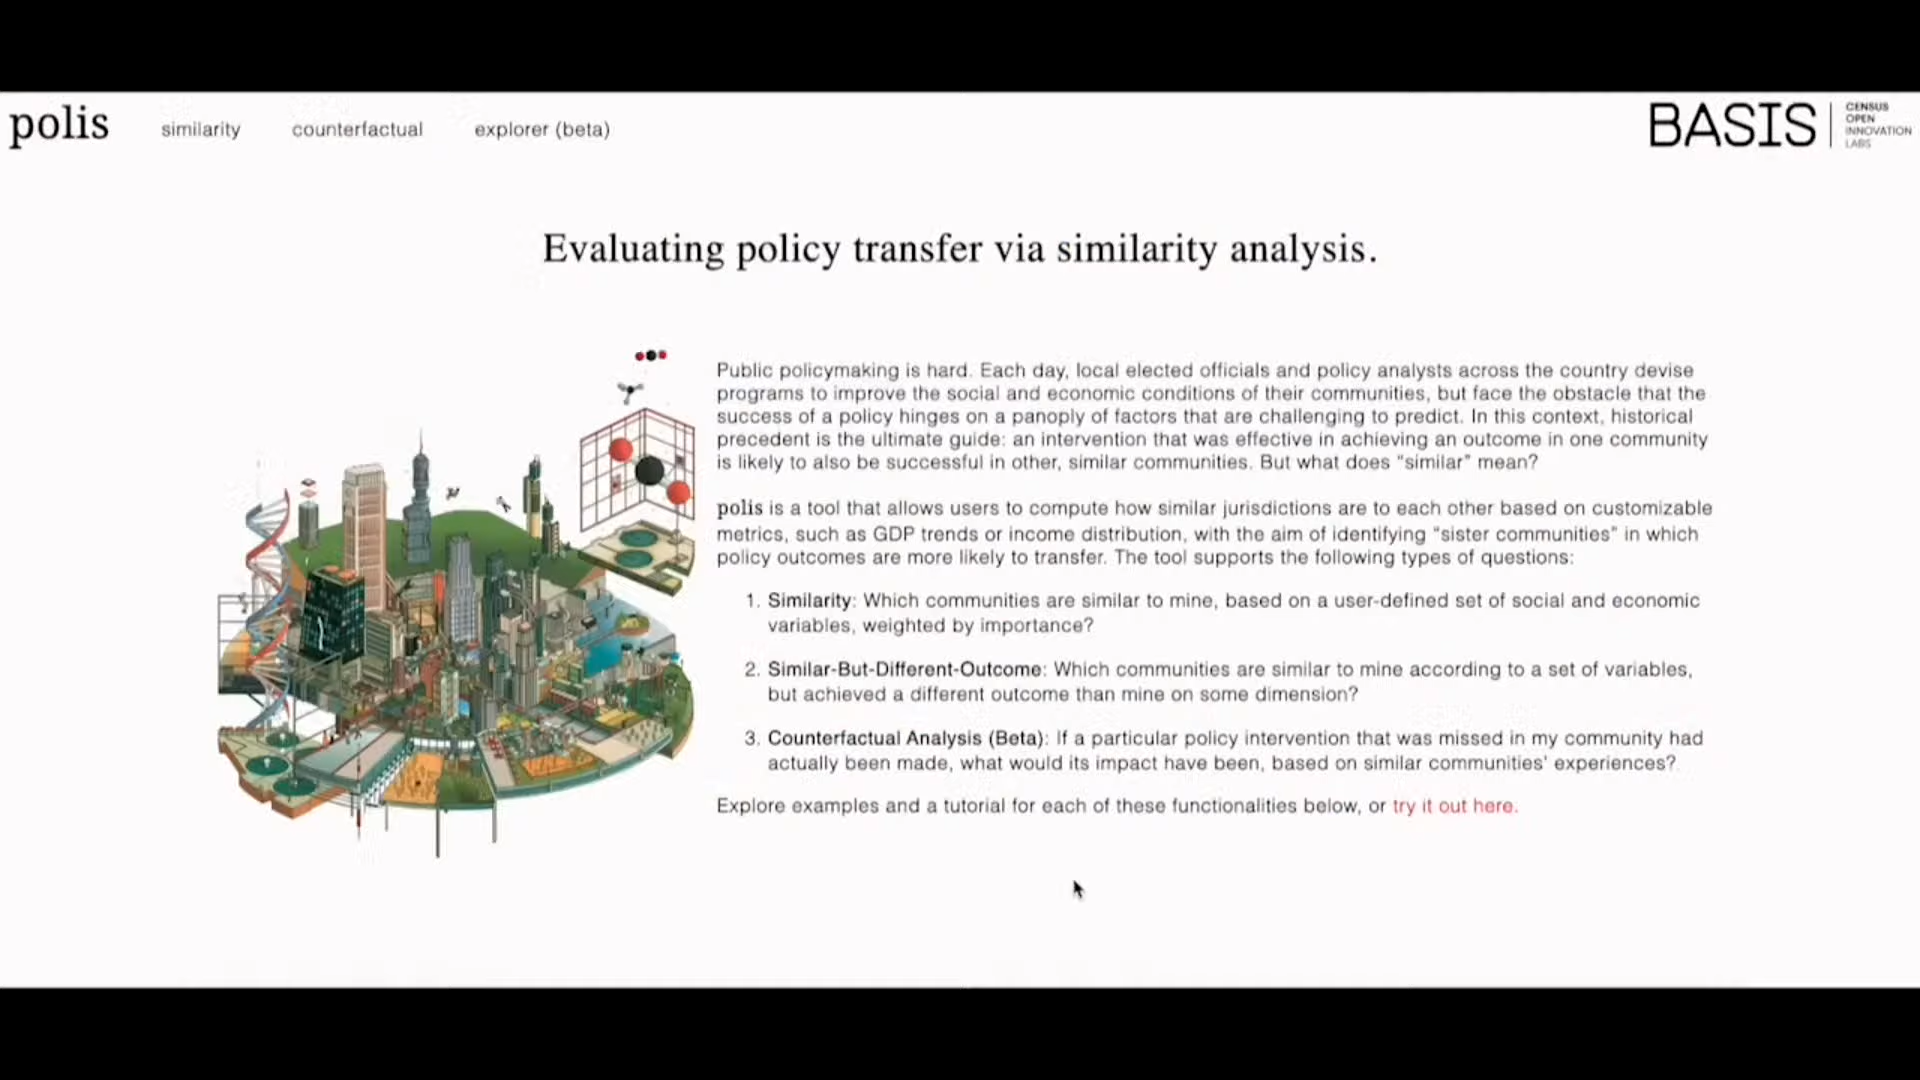 polis
similarity
counterfactual
explorer (beta)
BASIS
CENSUS
OPEN
INNOVATION
LABS
Evaluating policy transfer via similarity analysis.
Public policymaking is hard. Each day, local elected officials and policy analysts across the country devise
programs to improve the social and economic conditions of their communities, but face the obstacle that the
success of a policy hinges on a panoply of factors that are challenging to predict. In this context, historical
precedent is the ultimate guide: an intervention that was effective in achieving an outcome in one community
is likely to also be successful in other, similar communities. But what does "similar" mean?
polis is a tool that allows users to compute how similar jurisdictions are to each other based on customizable
metrics, such as GDP trends or income distribution, with the aim of identifying "sister communities" in which
policy outcomes are more likely to transfer. The tool supports the following types of questions:
1. Similarity: Which communities are similar to mine, based on a user-defined set of social and economic
variables, weighted by importance?
2. Similar-But-Different-Outcome: Which communities are similar to mine according to a set of variables,
but achieved a different outcome than mine on some dimension?
3. Counterfactual Analysis (Beta): If a particular policy intervention that was missed in my community had
actually been made, what would its impact have been, based on similar communities' experiences?
Explore examples and a tutorial for each of these functionalities below, or try it out here.